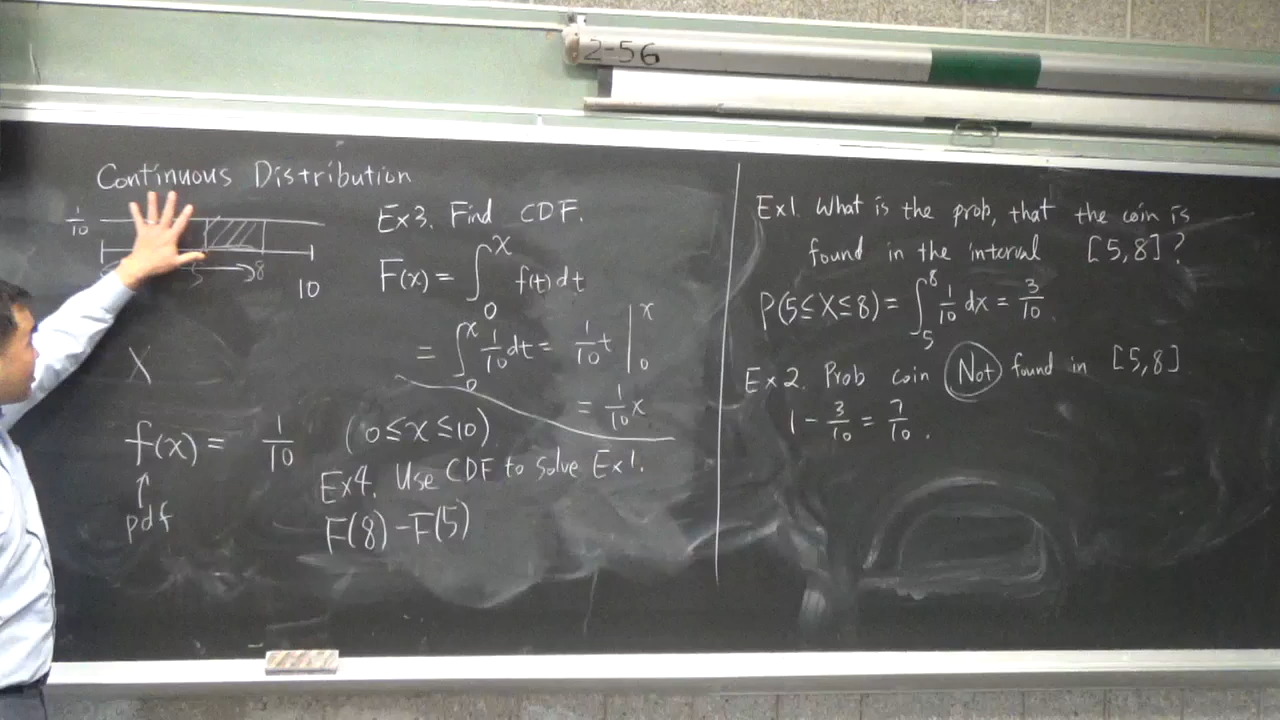 2-56
Continuous Distribution
1/10
5 8
10
X
f(x) = 1/10 (0 ≤ x ≤ 10)
↑
pdf
Ex3. Find CDF.
F(x) = ∫₀ˣ f(t)dt
= ∫₀ˣ 1/10 dt = 1/10 t |₀ˣ
= 1/10 x
Ex4. Use CDF to solve Ex1.
F(8) - F(5)
Ex1. What is the prob, that the coin is
found in the interval [5,8]?
P(5 ≤ X ≤ 8) = ∫₅⁸ 1/10 dx = 3/10.
Ex2. Prob coin Not found in [5,8]
1 - 3/10 = 7/10.